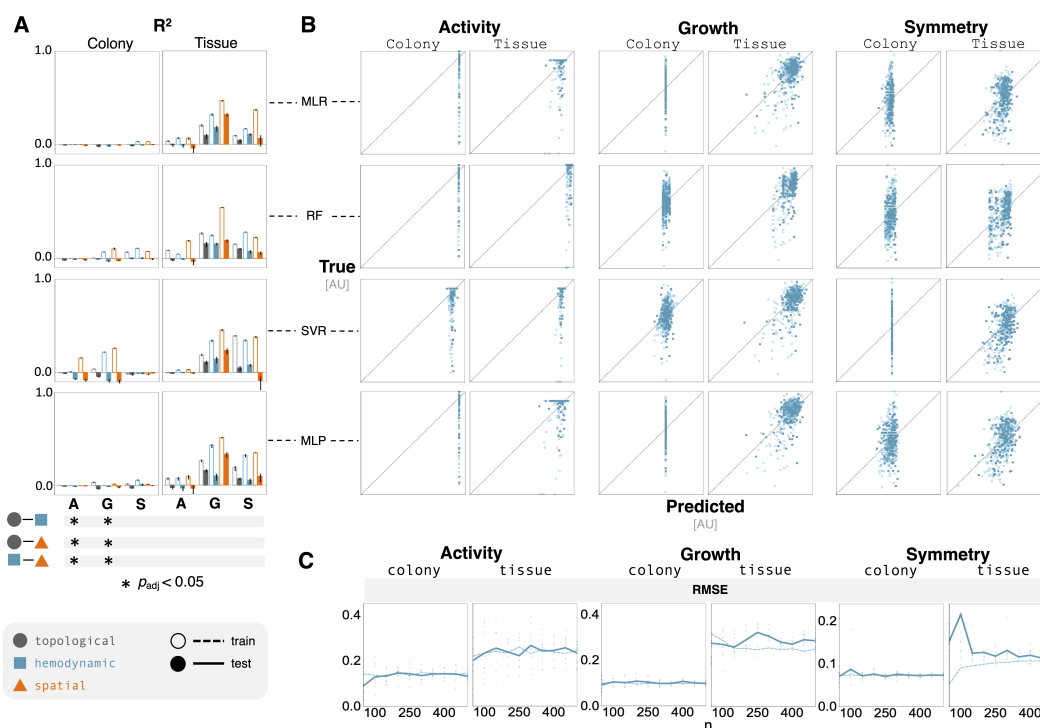 A
R²
Colony
Tissue
1.0
0.0
1.0
0.0
1.0
0.0
1.0
0.0
A
G
S
A
G
S
* *
* *
* *
* p_adj < 0.05
topological
hemodynamic
spatial
train
test
B
Activity
Growth
Symmetry
Colony
Tissue
Colony
Tissue
Colony
Tissue
MLR
RF
True
[AU]
SVR
MLP
Predicted
[AU]
C
Activity
Growth
Symmetry
colony
tissue
colony
tissue
colony
tissue
RMSE
0.4
0.2
0.0
0.4
0.2
0.0
0.2
0.1
0.0
100 250 400
100 250 400
100 250 400
100 250 400
100 250 400
100 250 400
n